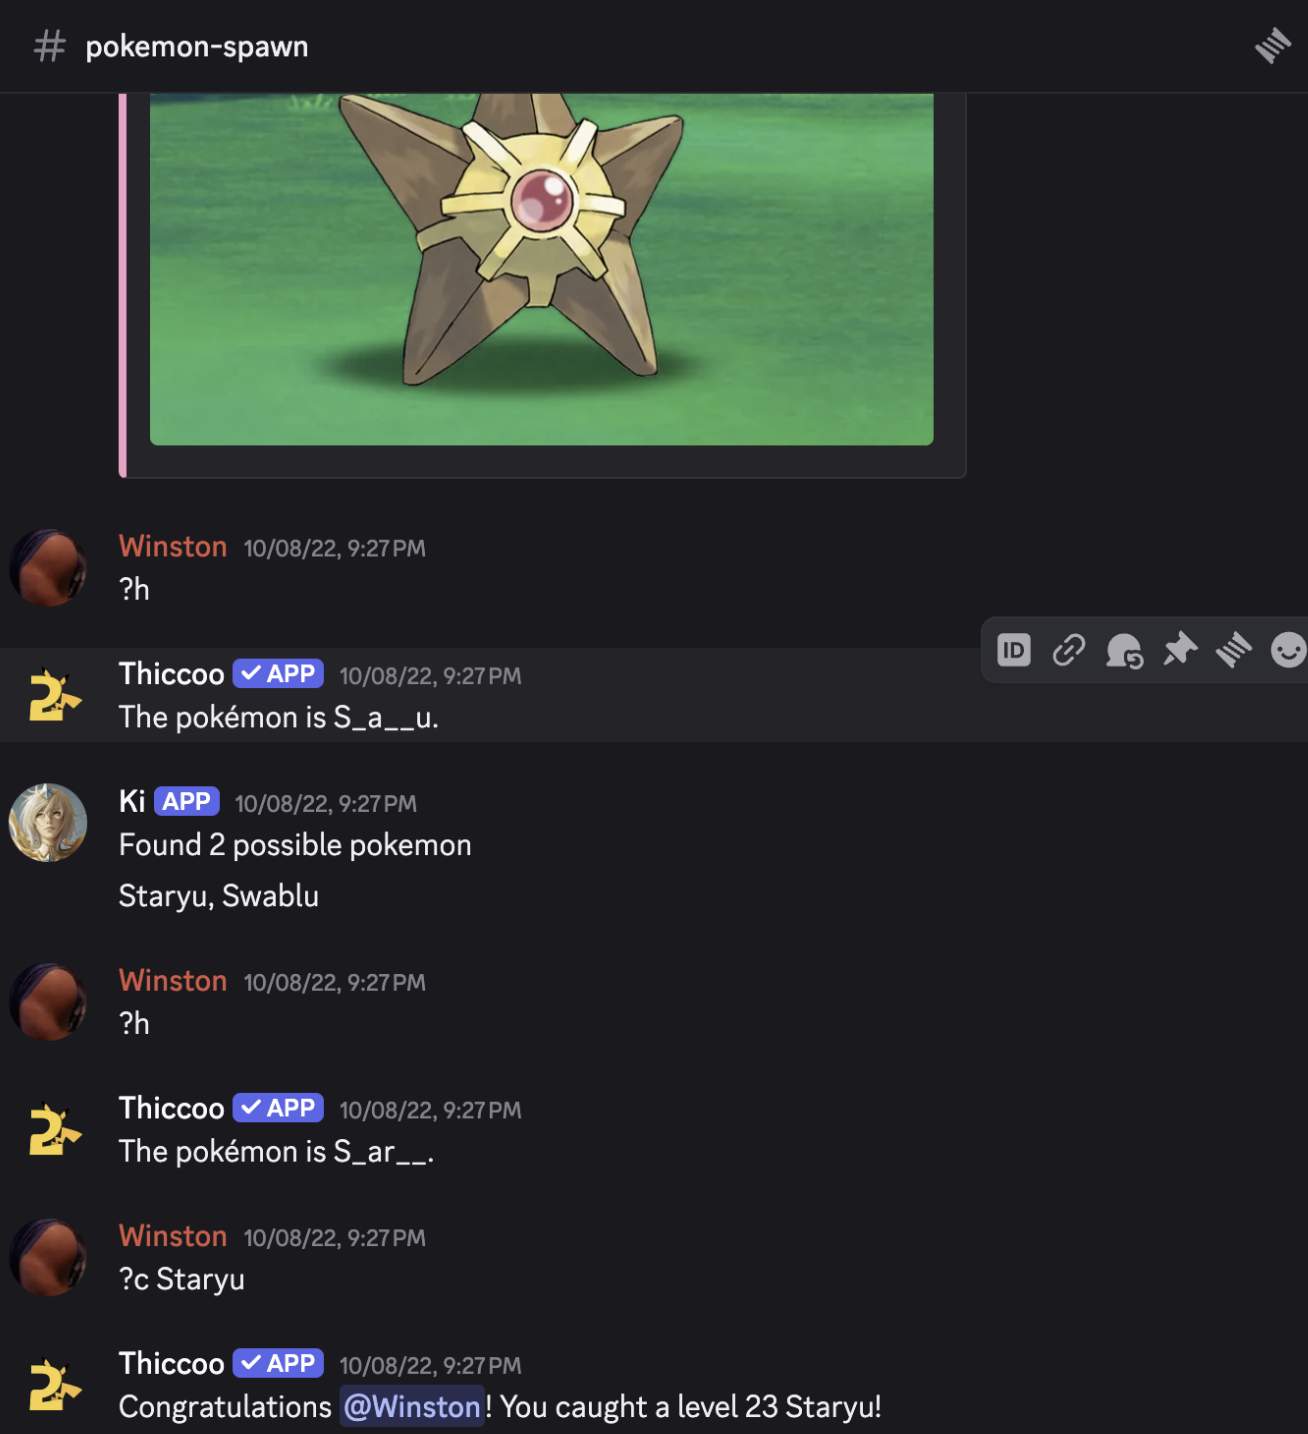 pokemon-spawn
Winston 10/08/22, 9:27 PM
?h
ID
Thiccoo ✓ APP 10/08/22, 9:27 PM
The pokémon is S_a__u.
Ki APP 10/08/22, 9:27 PM
Found 2 possible pokemon
Staryu, Swablu
Winston 10/08/22, 9:27 PM
?h
Thiccoo ✓ APP 10/08/22, 9:27 PM
The pokémon is S_ar__.
Winston 10/08/22, 9:27 PM
?c Staryu
Thiccoo ✓ APP 10/08/22, 9:27 PM
Congratulations @Winston! You caught a level 23 Staryu!